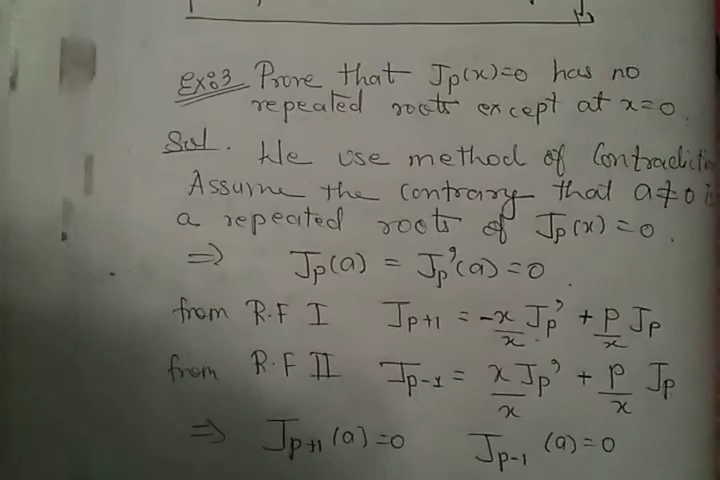 Ex:3 Prove that Jp(x)=0 has no
repeated roots except at x=0.
Sol. We use method of Contradictio
Assume the contrary that a≠0 i
a repeated roots of Jp(x)=0.
⇒ Jp(a) = Jp'(a) = 0
from R.F I Jp+1 = -x/x Jp' + p/x Jp
from R.F II Jp-1 = x/x Jp' + p/x Jp
⇒ Jp+1(a)=0 Jp-1(a)=0